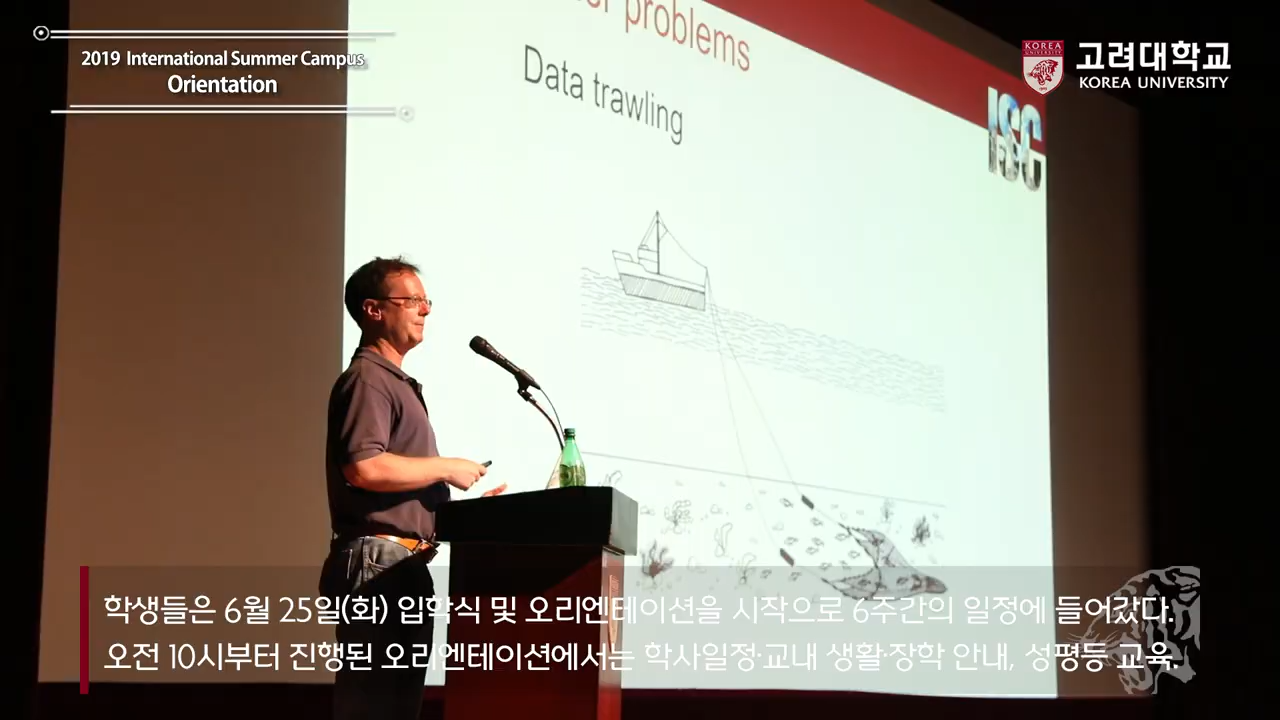 2019 International Summer Campus
Orientation
problems
Data trawling
KOREA
UNIVERSITY
고려대학교
KOREA UNIVERSITY
ISC
학생들은 6월 25일(화) 입학식 및 오리엔테이션을 시작으로 6주간의 일정에 들어갔다.
오전 10시부터 진행된 오리엔테이션에서는 학사일정·교내 생활·장학 안내, 성평등 교육,